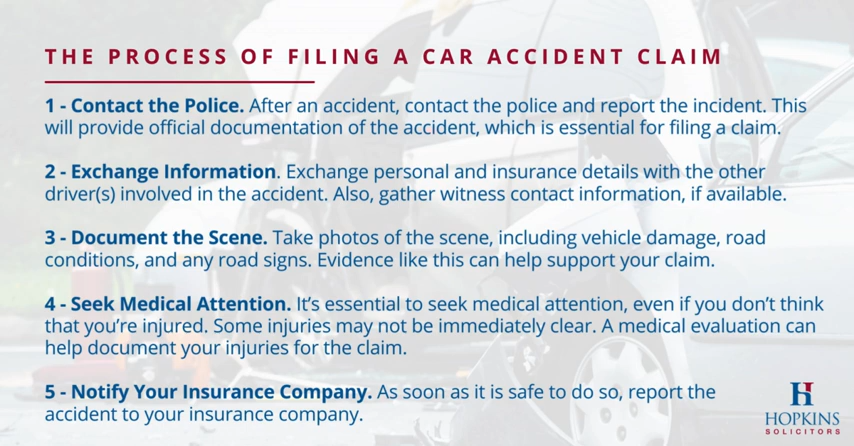 THE PROCESS OF FILING A CAR ACCIDENT CLAIM
1 - Contact the Police. After an accident, contact the police and report the incident. This
will provide official documentation of the accident, which is essential for filing a claim.
2 - Exchange Information. Exchange personal and insurance details with the other
driver(s) involved in the accident. Also, gather witness contact information, if available.
3 - Document the Scene. Take photos of the scene, including vehicle damage, road
conditions, and any road signs. Evidence like this can help support your claim.
4 - Seek Medical Attention. It’s essential to seek medical attention, even if you don’t think
that you’re injured. Some injuries may not be immediately clear. A medical evaluation can
help document your injuries for the claim.
5 - Notify Your Insurance Company. As soon as it is safe to do so, report the
accident to your insurance company.
H
HOPKINS
SOLICITORS